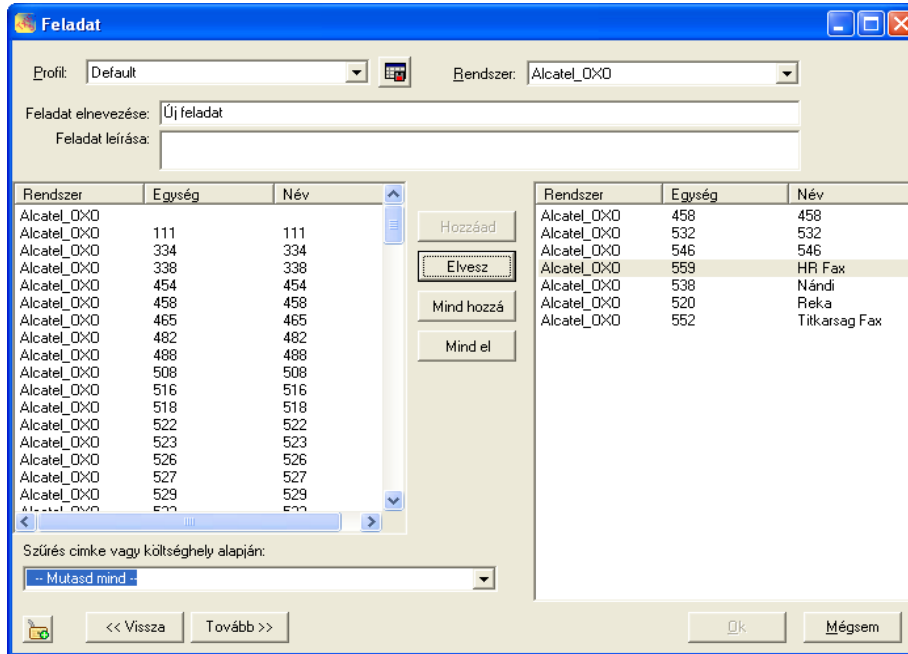 Feladat
Profil: Default Rendszer: Alcatel_OXO
Feladat elnevezése: Új feladat
Feladat leírása:
Rendszer Egység Név
Alcatel_OXO
Alcatel_OXO 111 111
Alcatel_OXO 334 334
Alcatel_OXO 338 338
Alcatel_OXO 454 454
Alcatel_OXO 458 458
Alcatel_OXO 465 465
Alcatel_OXO 482 482
Alcatel_OXO 488 488
Alcatel_OXO 508 508
Alcatel_OXO 516 516
Alcatel_OXO 518 518
Alcatel_OXO 522 522
Alcatel_OXO 523 523
Alcatel_OXO 526 526
Alcatel_OXO 527 527
Alcatel_OXO 529 529
Hozzáad
Elvesz
Mind hozzá
Mind el
Rendszer Egység Név
Alcatel_OXO 458 458
Alcatel_OXO 532 532
Alcatel_OXO 546 546
Alcatel_OXO 559 HR Fax
Alcatel_OXO 538 Nándi
Alcatel_OXO 520 Reka
Alcatel_OXO 552 Titkarsag Fax
Szűrés cimke vagy költséghely alapján:
-- Mutasd mind --
<< Vissza Tovább >> Ok Mégsem